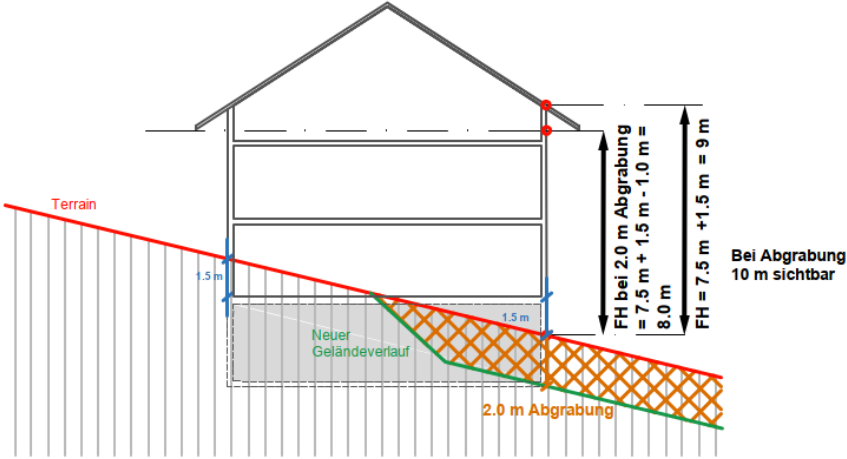 Terrain
1.5 m
1.5 m
Neuer
Geländeverlauf
2.0 m Abgrabung
FH bei 2.0 m Abgrabung
= 7.5 m + 1.5 m - 1.0 m =
8.0 m
FH = 7.5 m +1.5 m = 9 m
Bei Abgrabung
10 m sichtbar